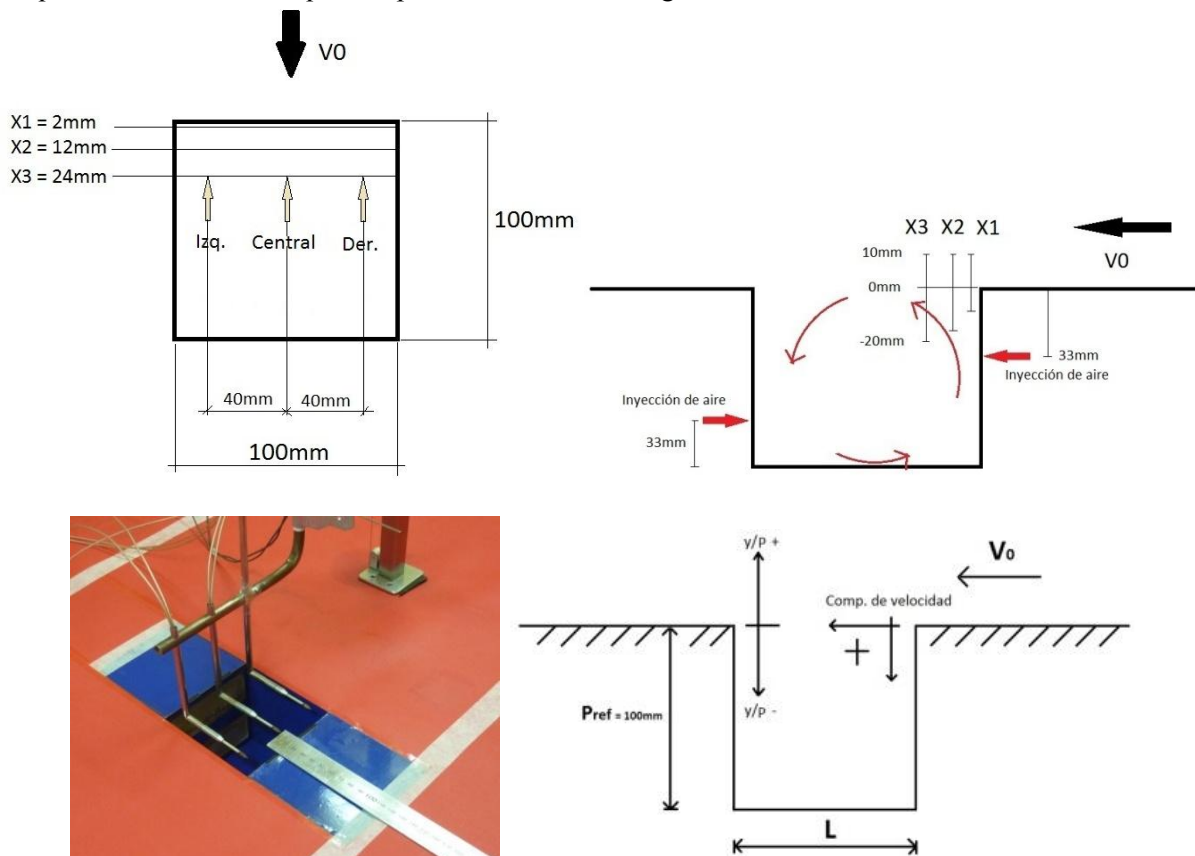 V0
X1 = 2mm
X2 = 12mm
X3 = 24mm
Izq. Central Der.
100mm
40mm 40mm
100mm
X3 X2 X1
10mm
V0
0mm
-20mm
33mm
Inyección de aire
Inyección de aire
33mm
y/p +
V₀
Comp. de velocidad
+
y/p -
Pref = 100mm
L